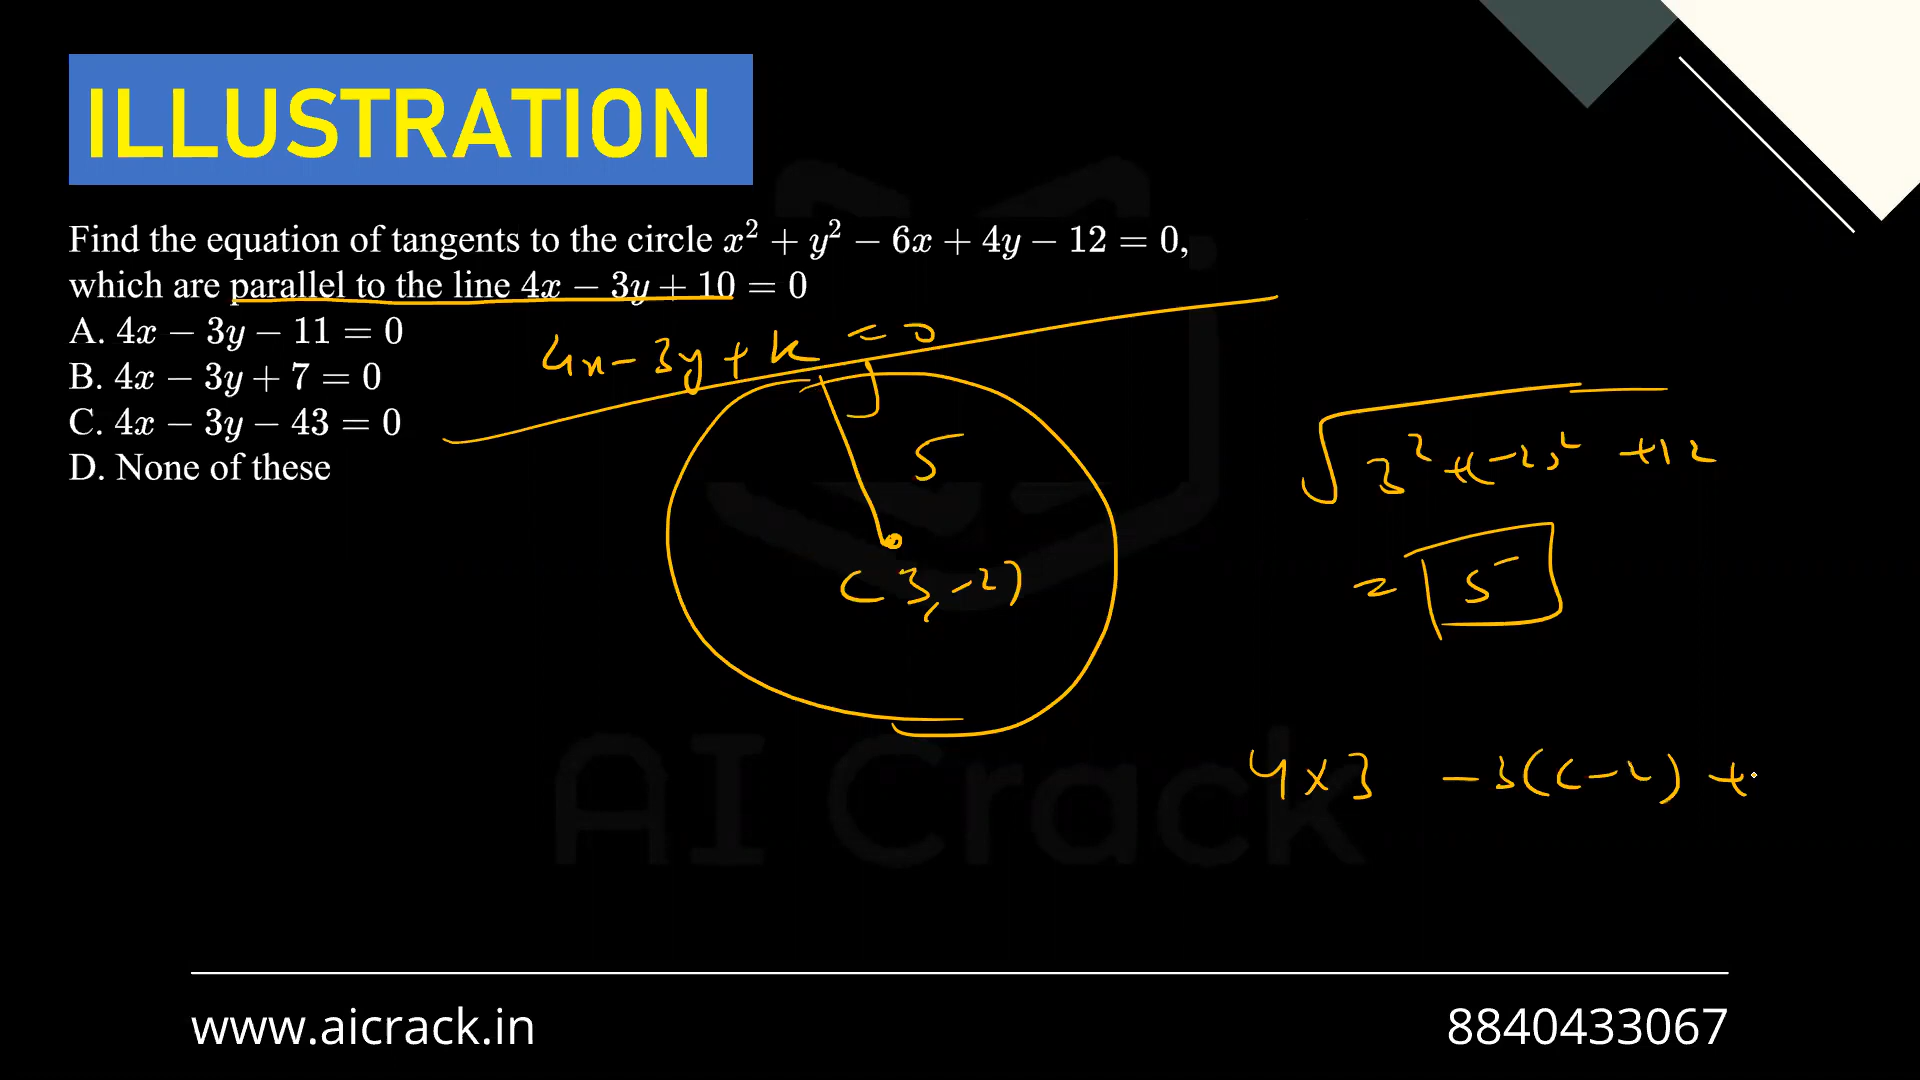 ILLUSTRATION
Find the equation of tangents to the circle x² + y² − 6x + 4y − 12 = 0,
which are parallel to the line 4x − 3y + 10 = 0
A. 4x − 3y − 11 = 0
B. 4x − 3y + 7 = 0
C. 4x − 3y − 43 = 0
D. None of these
4x-3y+k = 0
5
(3,-2)
√3²+(-2)² +12
= 5
4×3 -3(-2) +
AI Crack
www.aicrack.in
8840433067